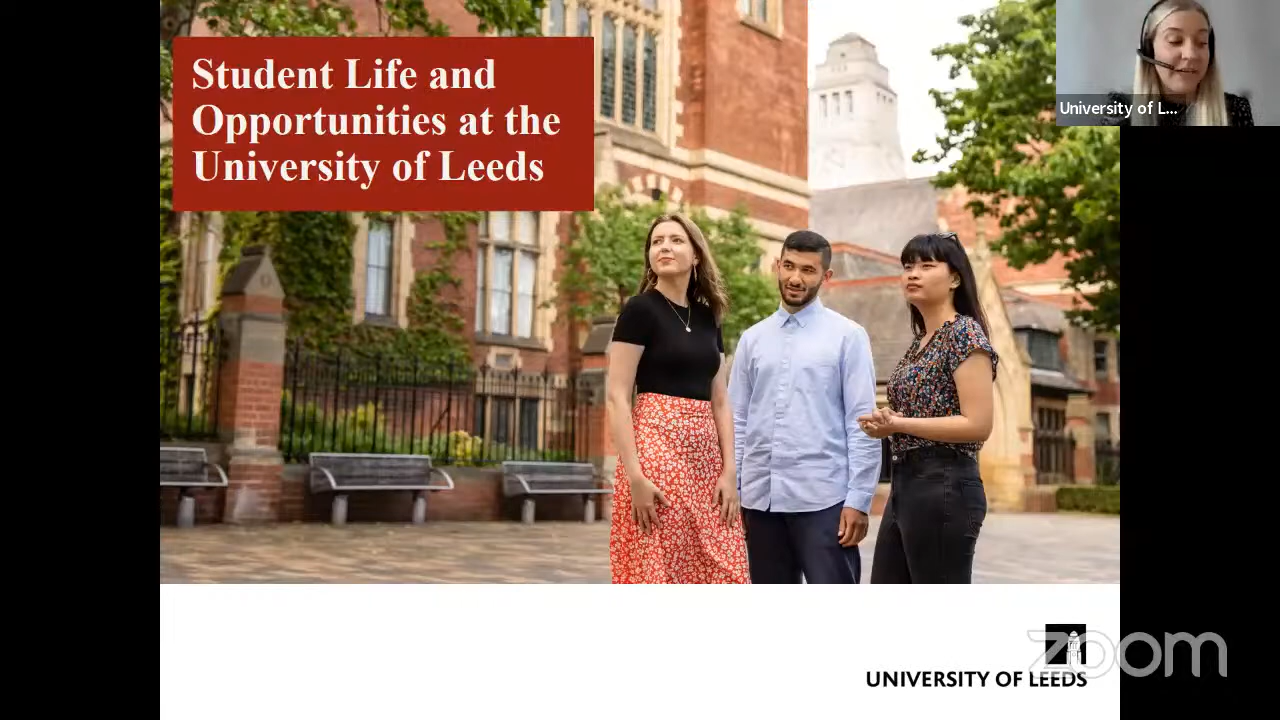 Student Life and
Opportunities at the
University of Leeds
University of L...
UNIVERSITY OF LEEDS
zoom